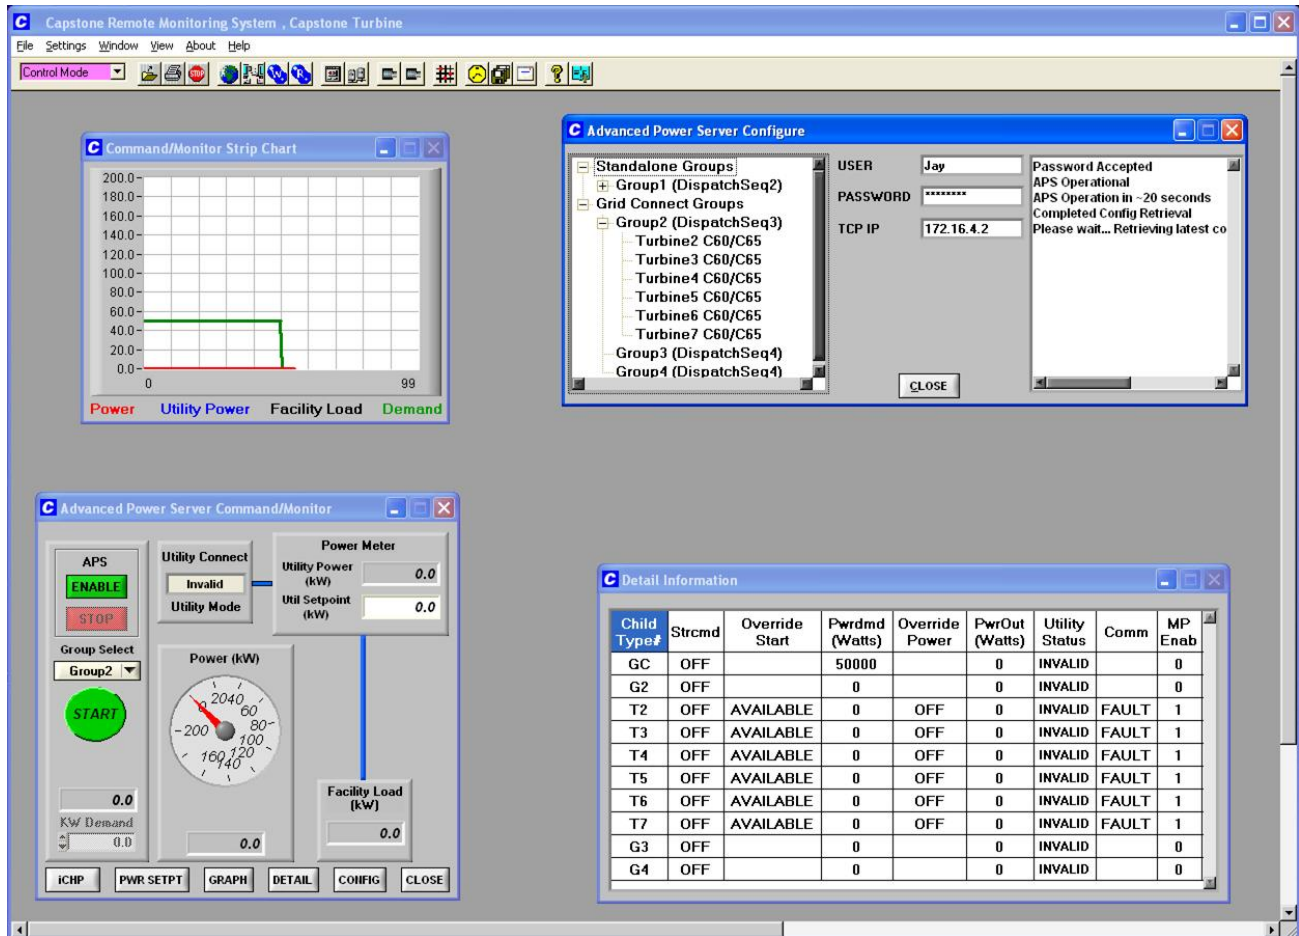 C Capstone Remote Monitoring System , Capstone Turbine
File Settings Window View About Help
Control Mode STOP W R
C Command/Monitor Strip Chart
200.0
180.0
160.0
140.0
120.0
100.0
80.0
60.0
40.0
20.0
0.0
0 99
Power Utility Power Facility Load Demand
C Advanced Power Server Configure
Standalone Groups
Group1 (DispatchSeq2)
Grid Connect Groups
Group2 (DispatchSeq3)
Turbine2 C60/C65
Turbine3 C60/C65
Turbine4 C60/C65
Turbine5 C60/C65
Turbine6 C60/C65
Turbine7 C60/C65
Group3 (DispatchSeq4)
Group4 (DispatchSeq4)
USER Jay
PASSWORD ********
TCP IP 172.16.4.2
CLOSE
Password Accepted
APS Operational
APS Operation in ~20 seconds
Completed Config Retrieval
Please wait... Retrieving latest co
C Advanced Power Server Command/Monitor
APS
ENABLE
STOP
Group Select
Group2
START
0.0
KW Demand
0.0
Utility Connect
Invalid
Utility Mode
Power Meter
Utility Power (kW) 0.0
Util Setpoint (kW) 0.0
Power (kW)
0 20 40 60 80 100 120 140 160 -200
0.0
Facility Load
(kW)
0.0
iCHP PWR SETPT GRAPH DETAIL CONFIG CLOSE
C Detail Information
Child Type# Strcmd Override Start Pwrdmd (Watts) Override Power PwrOut (Watts) Utility Status Comm MP Enab
GC OFF 50000 0 INVALID 0
G2 OFF 0 0 INVALID 0
T2 OFF AVAILABLE 0 OFF 0 INVALID FAULT 1
T3 OFF AVAILABLE 0 OFF 0 INVALID FAULT 1
T4 OFF AVAILABLE 0 OFF 0 INVALID FAULT 1
T5 OFF AVAILABLE 0 OFF 0 INVALID FAULT 1
T6 OFF AVAILABLE 0 OFF 0 INVALID FAULT 1
T7 OFF AVAILABLE 0 OFF 0 INVALID FAULT 1
G3 OFF 0 0 INVALID 0
G4 OFF 0 0 INVALID 0